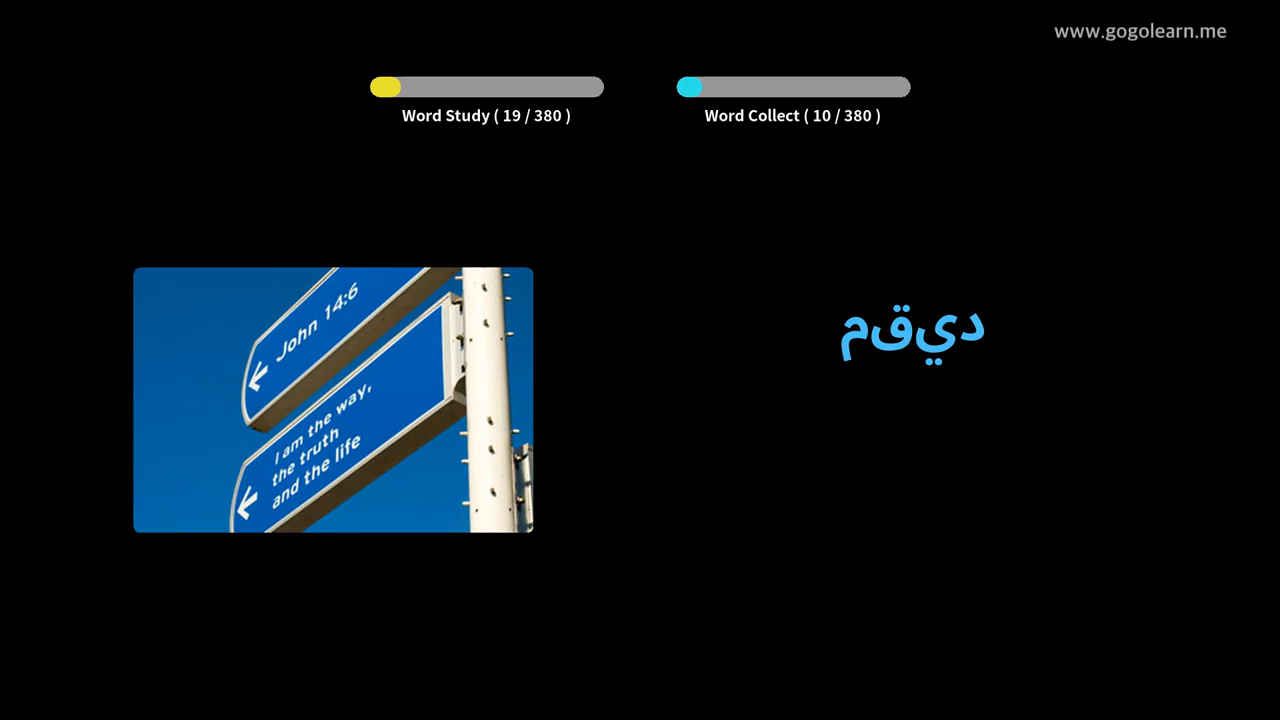 www.gogolearn.me
Word Study ( 19 / 380 )
Word Collect ( 10 / 380 )
John 14:6
I am the way,
the truth
and the life
ديقم